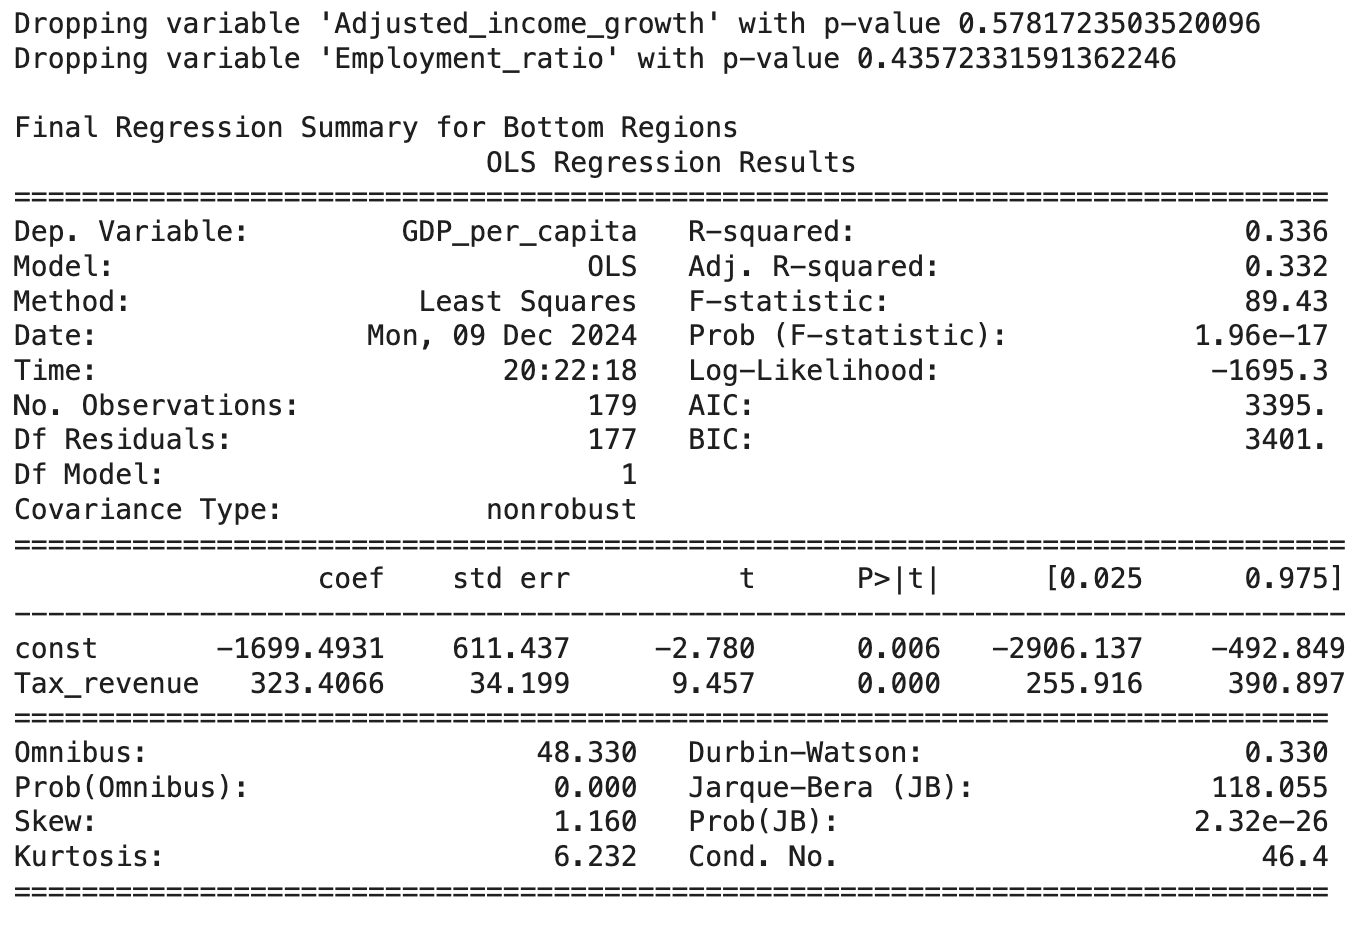 Dropping variable 'Adjusted_income_growth' with p-value 0.5781723503520096
Dropping variable 'Employment_ratio' with p-value 0.43572331591362246

Final Regression Summary for Bottom Regions
                            OLS Regression Results
==============================================================================
Dep. Variable:         GDP_per_capita   R-squared:                       0.336
Model:                            OLS   Adj. R-squared:                  0.332
Method:                 Least Squares   F-statistic:                     89.43
Date:                Mon, 09 Dec 2024   Prob (F-statistic):           1.96e-17
Time:                        20:22:18   Log-Likelihood:                -1695.3
No. Observations:                 179   AIC:                             3395.
Df Residuals:                     177   BIC:                             3401.
Df Model:                           1
Covariance Type:            nonrobust
===============================================================================
                  coef    std err          t      P>|t|      [0.025      0.975]
-------------------------------------------------------------------------------
const       -1699.4931    611.437     -2.780      0.006   -2906.137    -492.849
Tax_revenue   323.4066     34.199      9.457      0.000     255.916     390.897
==============================================================================
Omnibus:                       48.330   Durbin-Watson:                   0.330
Prob(Omnibus):                  0.000   Jarque-Bera (JB):              118.055
Skew:                           1.160   Prob(JB):                     2.32e-26
Kurtosis:                       6.232   Cond. No.                         46.4
==============================================================================